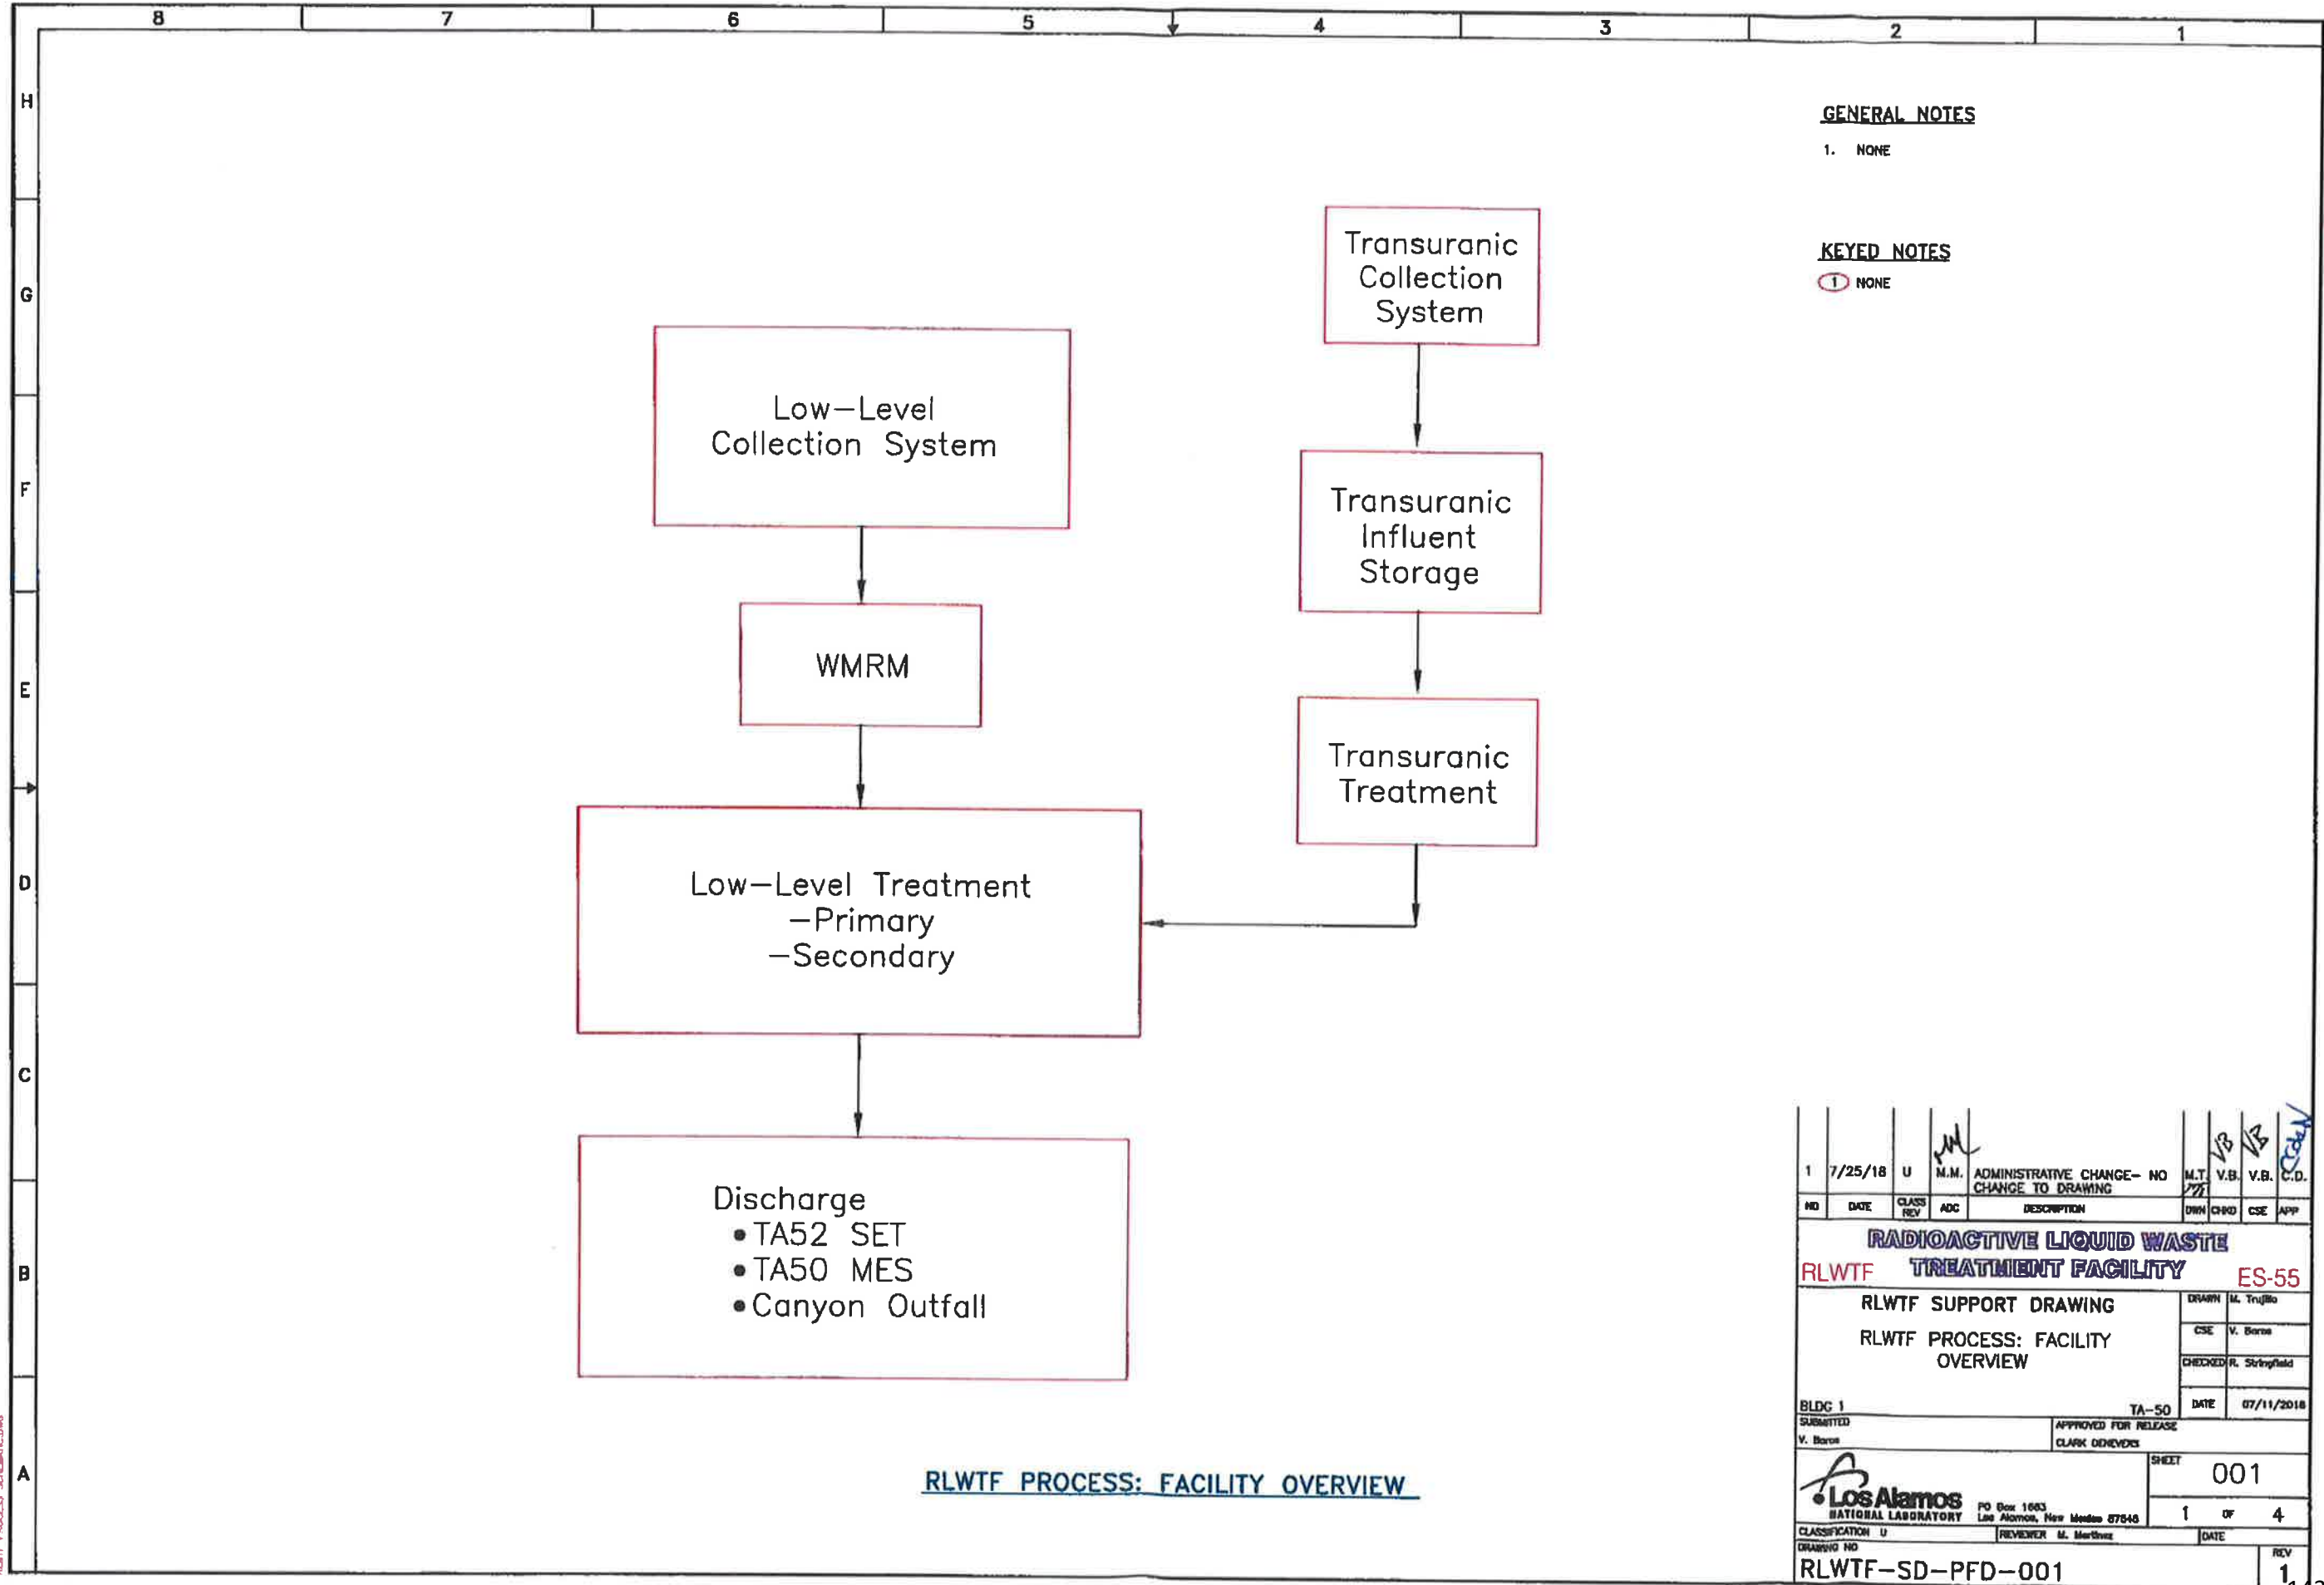 8 7 6 5 4 3 2 1
H
G
F
E
D
C
B
A
GENERAL NOTES
1. NONE
KEYED NOTES
1 NONE
Transuranic
Collection
System
Low-Level
Collection System
Transuranic
Influent
Storage
WMRM
Transuranic
Treatment
Low-Level Treatment
-Primary
-Secondary
Discharge
• TA52 SET
• TA50 MES
• Canyon Outfall
RLWTF PROCESS: FACILITY OVERVIEW
1 7/25/18 U M.M. ADMINISTRATIVE CHANGE- NO M.T. V.B. V.B. C.D.
CHANGE TO DRAWING
VB VB
NO DATE CLASS REV ADC DESCRIPTION DWN CHKD CSE APP
RADIOACTIVE LIQUID WASTE
RLWTF TREATMENT FACILITY ES-55
RLWTF SUPPORT DRAWING
RLWTF PROCESS: FACILITY
OVERVIEW
DRAWN M. Trujillo
CSE V. Boros
CHECKED R. Stringfield
BLDG 1 TA-50 DATE
SUBMITTED
V. Boros
APPROVED FOR RELEASE
CLARK DENEVERS
Los Alamos
NATIONAL LABORATORY
PO Box 1663
Los Alamos, New Mexico 87545
SHEET
001
1 OF 4
CLASSIFICATION U REVIEWER M. Martinez DATE
DRAWING NO
RLWTF-SD-PFD-001
REV
1